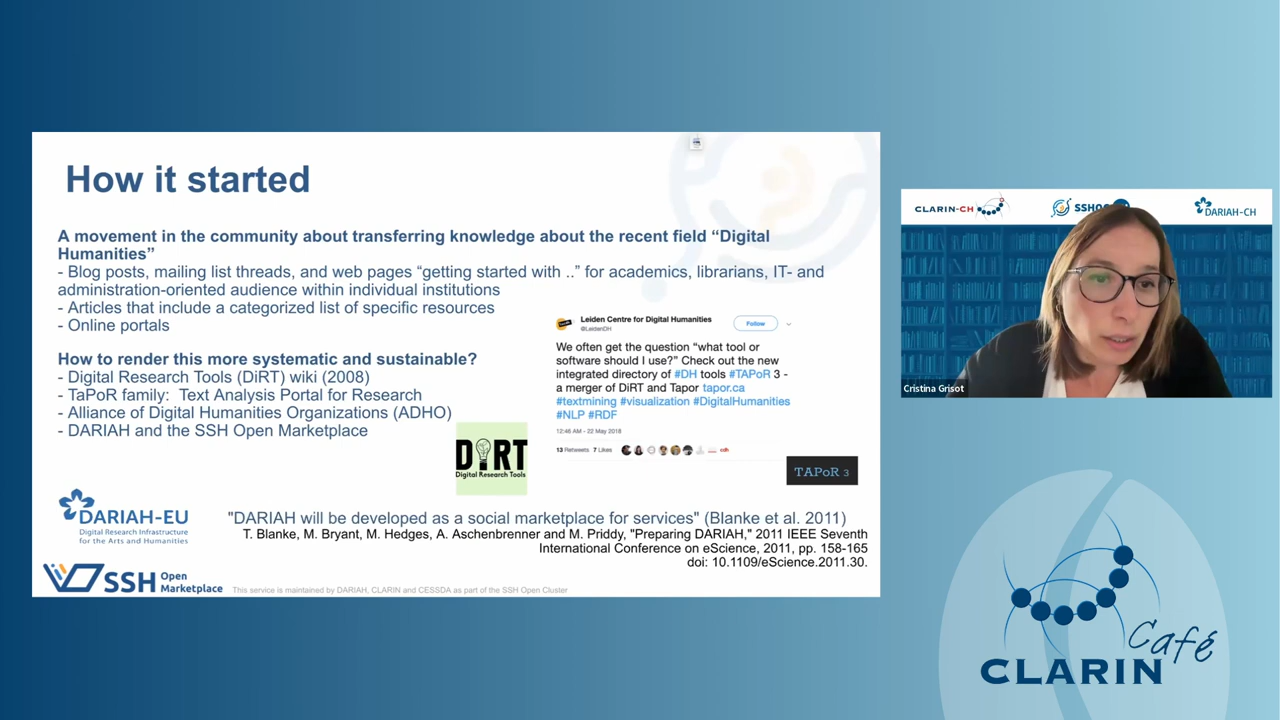 How it started
A movement in the community about transferring knowledge about the recent field “Digital
Humanities”
- Blog posts, mailing list threads, and web pages “getting started with ..” for academics, librarians, IT- and
administration-oriented audience within individual institutions
- Articles that include a categorized list of specific resources
- Online portals
How to render this more systematic and sustainable?
- Digital Research Tools (DiRT) wiki (2008)
- TaPoR family: Text Analysis Portal for Research
- Alliance of Digital Humanities Organizations (ADHO)
- DARIAH and the SSH Open Marketplace
Leiden Centre for Digital Humanities
@LeidenDH
Follow
We often get the question “what tool or
software should I use?” Check out the new
integrated directory of #DH tools #TAPoR 3 -
a merger of DiRT and Tapor tapor.ca
#textmining #visualization #DigitalHumanities
#NLP #RDF
12:46 AM - 22 May 2018
13 Retweets 7 Likes
DiRT
Digital Research Tools
TAPoR 3
DARIAH-EU
Digital Research Infrastructure
for the Arts and Humanities
"DARIAH will be developed as a social marketplace for services" (Blanke et al. 2011)
T. Blanke, M. Bryant, M. Hedges, A. Aschenbrenner and M. Priddy, "Preparing DARIAH," 2011 IEEE Seventh
International Conference on eScience, 2011, pp. 158-165
doi: 10.1109/eScience.2011.30.
SSH Open
Marketplace
This service is maintained by DARIAH, CLARIN and CESSDA as part of the SSH Open Cluster
CLARIN-CH
DARIAH-CH
Cristina Grisot
Café
CLARIN